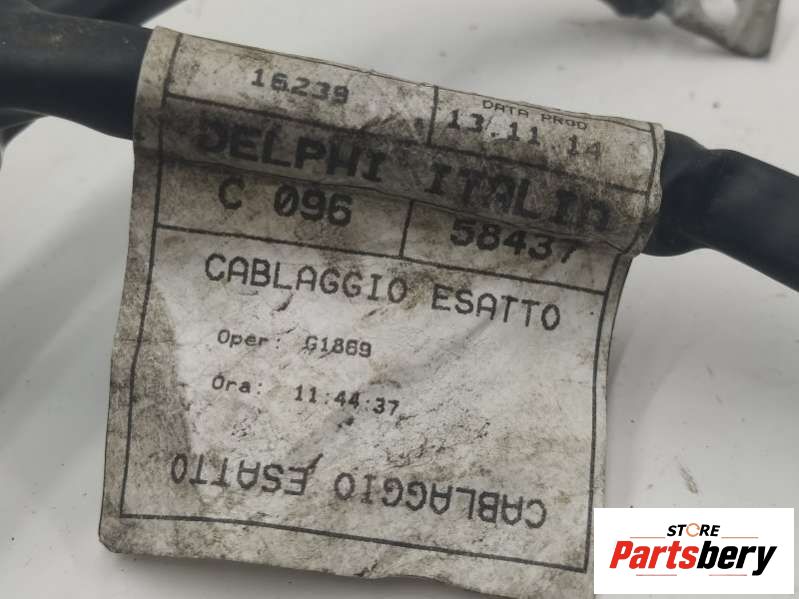 16239
DATA PROD
13.11.14
DELPHI ITALIA
C 096
58437
CABLAGGIO ESATTO
Oper: G1869
Ora: 11:44:37
CABLAGGIO ESATTO
STORE
Partsbery